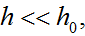 h << h₀,